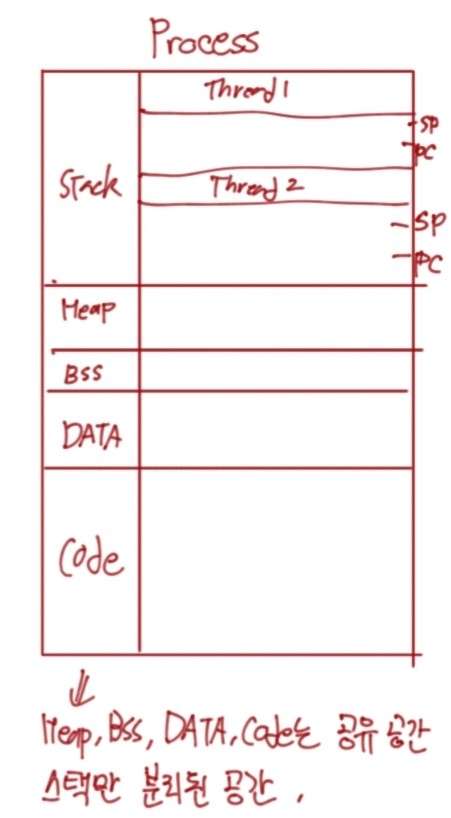 Process
Thread 1
SP
PC
Stack
Thread 2
SP
PC
Heap
Bss
DATA
Code
Heap, Bss, DATA, Code는 공유 공간
스택만 분리된 공간.